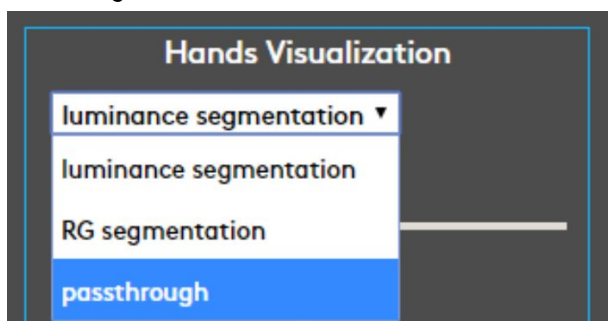 Hands Visualization
luminance segmentation ▼
luminance segmentation
RG segmentation
passthrough